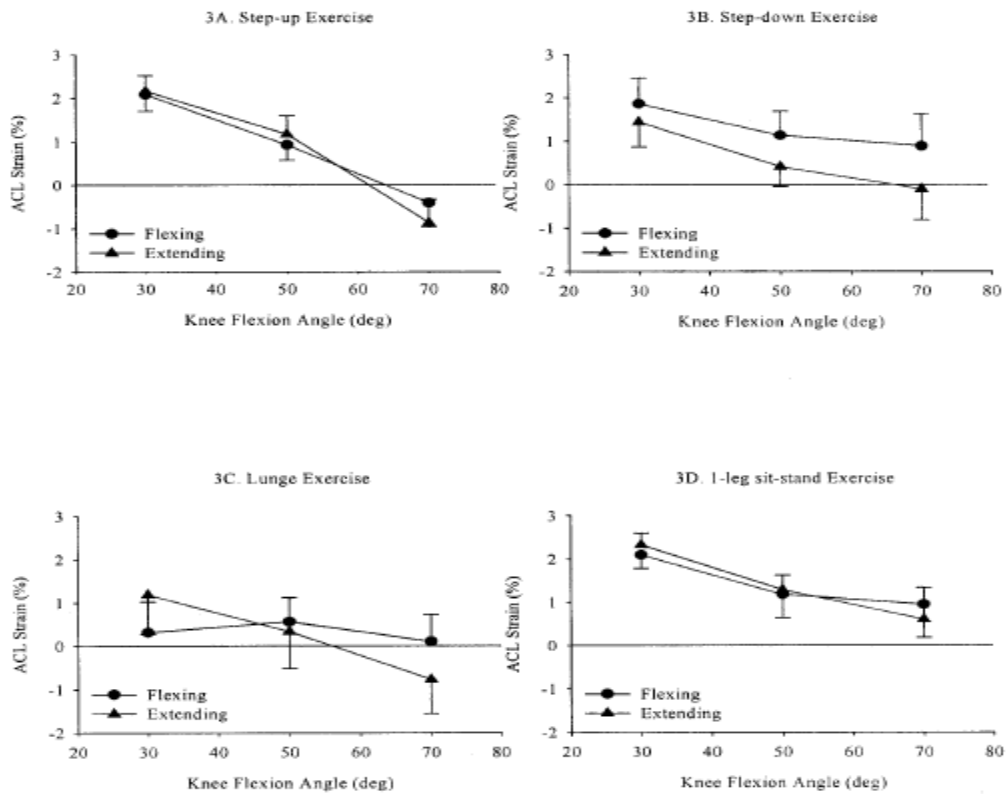 3A. Step-up Exercise
3
2
1
0
-1
-2
ACL Strain (%)
Flexing
Extending
20 30 40 50 60 70 80
Knee Flexion Angle (deg)
3B. Step-down Exercise
3
2
1
0
-1
-2
ACL Strain (%)
Flexing
Extending
20 30 40 50 60 70 80
Knee Flexion Angle (deg)
3C. Lunge Exercise
3
2
1
0
-1
-2
ACL Strain (%)
Flexing
Extending
20 30 40 50 60 70 80
Knee Flexion Angle (deg)
3D. 1-leg sit-stand Exercise
3
2
1
0
-1
-2
ACL Strain (%)
Flexing
Extending
20 30 40 50 60 70 80
Knee Flexion Angle (deg)